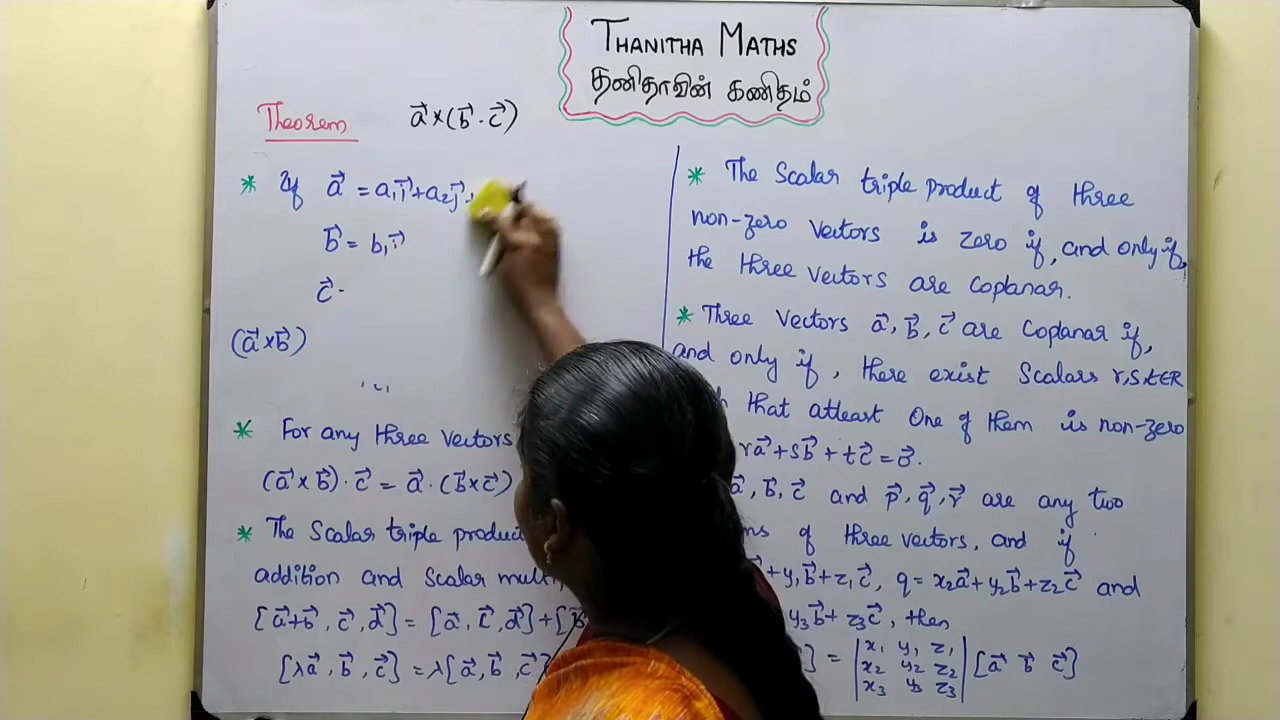 THANITHA MATHS
தனிதாவின் கணிதம்
Theorem a⃗×(b⃗·c⃗)
* If a⃗ = a₁i⃗+a₂j⃗+
b⃗ = b₁i⃗
c⃗
(a⃗×b⃗)
* For any three vectors
(a⃗×b⃗)·c⃗ = a⃗·(b⃗×c⃗)
* The Scalar triple product
addition and scalar
[a⃗+b⃗, c⃗, d⃗] = [a⃗, c⃗, d⃗]+[b⃗
[λa⃗, b⃗, c⃗] = λ[a⃗, b⃗, c⃗]
* The Scalar triple product of three
non-zero vectors is zero if, and only if,
the three vectors are coplanar.
* Three vectors a⃗, b⃗, c⃗ are coplanar if,
and only if, there exist scalars r,s,t∈R
that atleast one of them is non-zero
ra⃗+sb⃗+tc⃗=0⃗.
a⃗, b⃗, c⃗ and p⃗, q⃗, r⃗ are any two
of three vectors, and if
+y₁b⃗+z₁c⃗, q=x₂a⃗+y₂b⃗+z₂c⃗ and
y₃b⃗+z₃c⃗, then
] = |x₁ y₁ z₁
x₂ y₂ z₂
x₃ y₃ z₃| [a⃗ b⃗ c⃗]